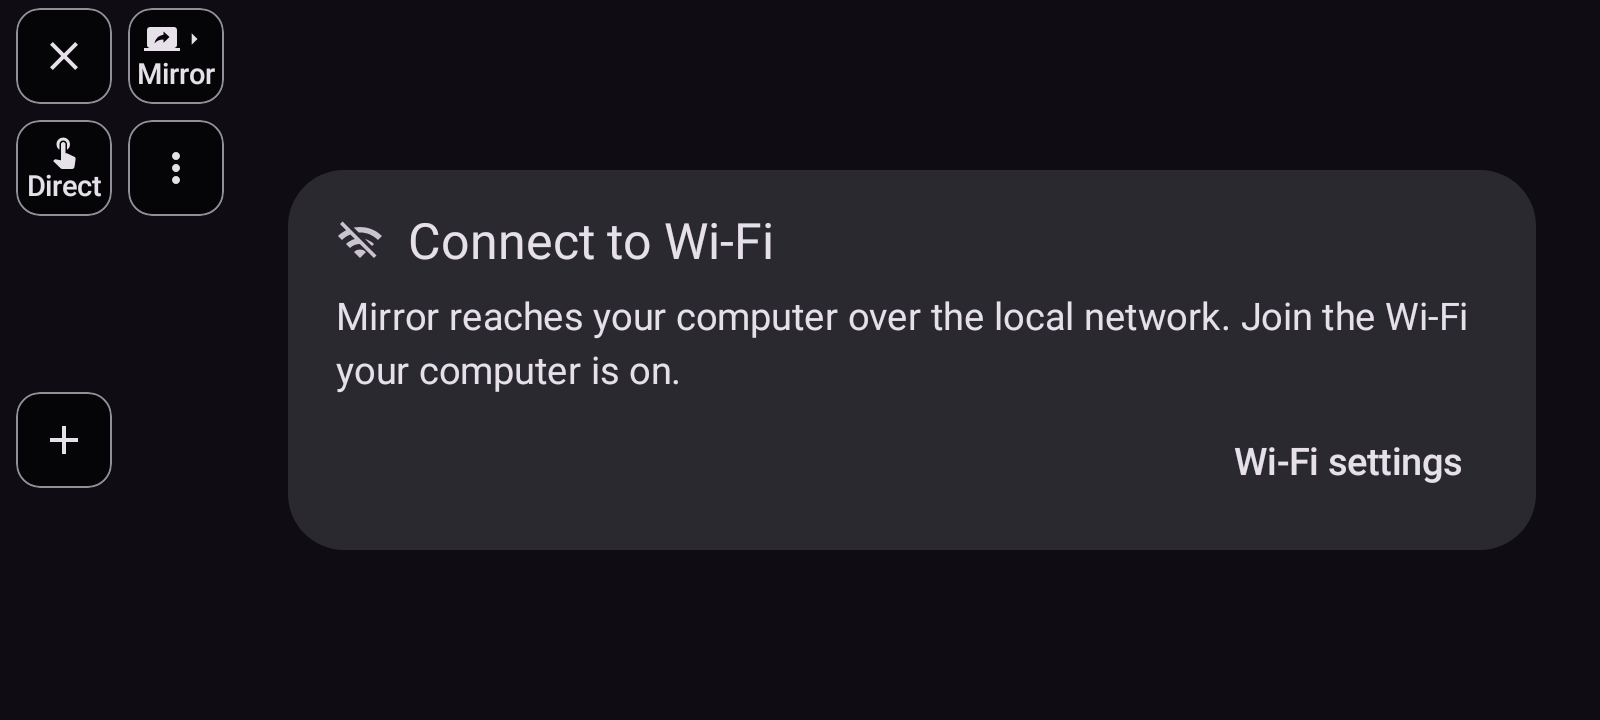 Mirror
Direct
Connect to Wi-Fi
Mirror reaches your computer over the local network. Join the Wi-Fi
your computer is on.
Wi-Fi settings